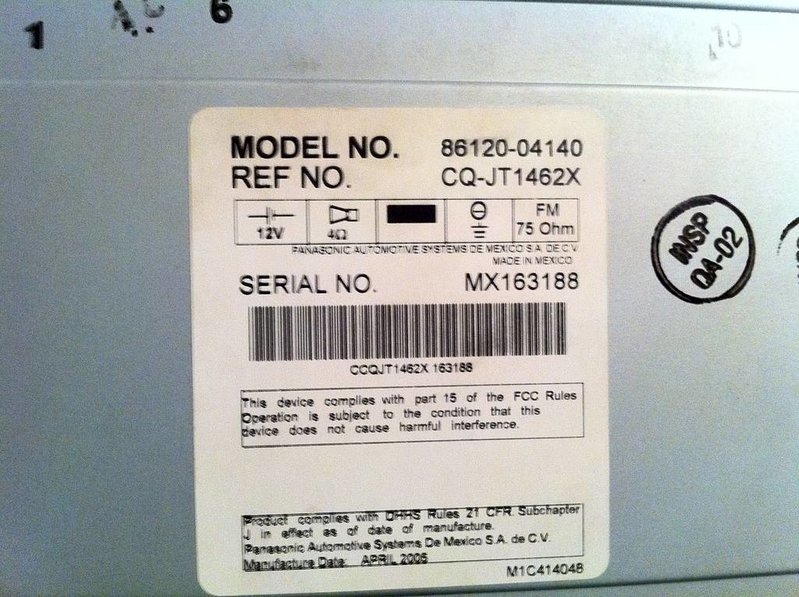 1 6
MODEL NO. 86120-04140
REF NO. CQ-JT1462X
12V 4Ω FM 75 Ohm
PANASONIC AUTOMOTIVE SYSTEMS DE MEXICO S.A. DE C.V.
MADE IN MEXICO.
SERIAL NO. MX163188
CCQJT1462X 163188
This device complies with part 15 of the FCC Rules
Operation is subject to the condition that this
device does not cause harmful interference.
Product complies with DHHS Rules 21 CFR Subchapter
J in effect as of date of manufacture.
Panasonic Automotive Systems De Mexico S.A. de C.V.
Manufacture Date: APRIL 2005
M1C414048
INSP
QA-02